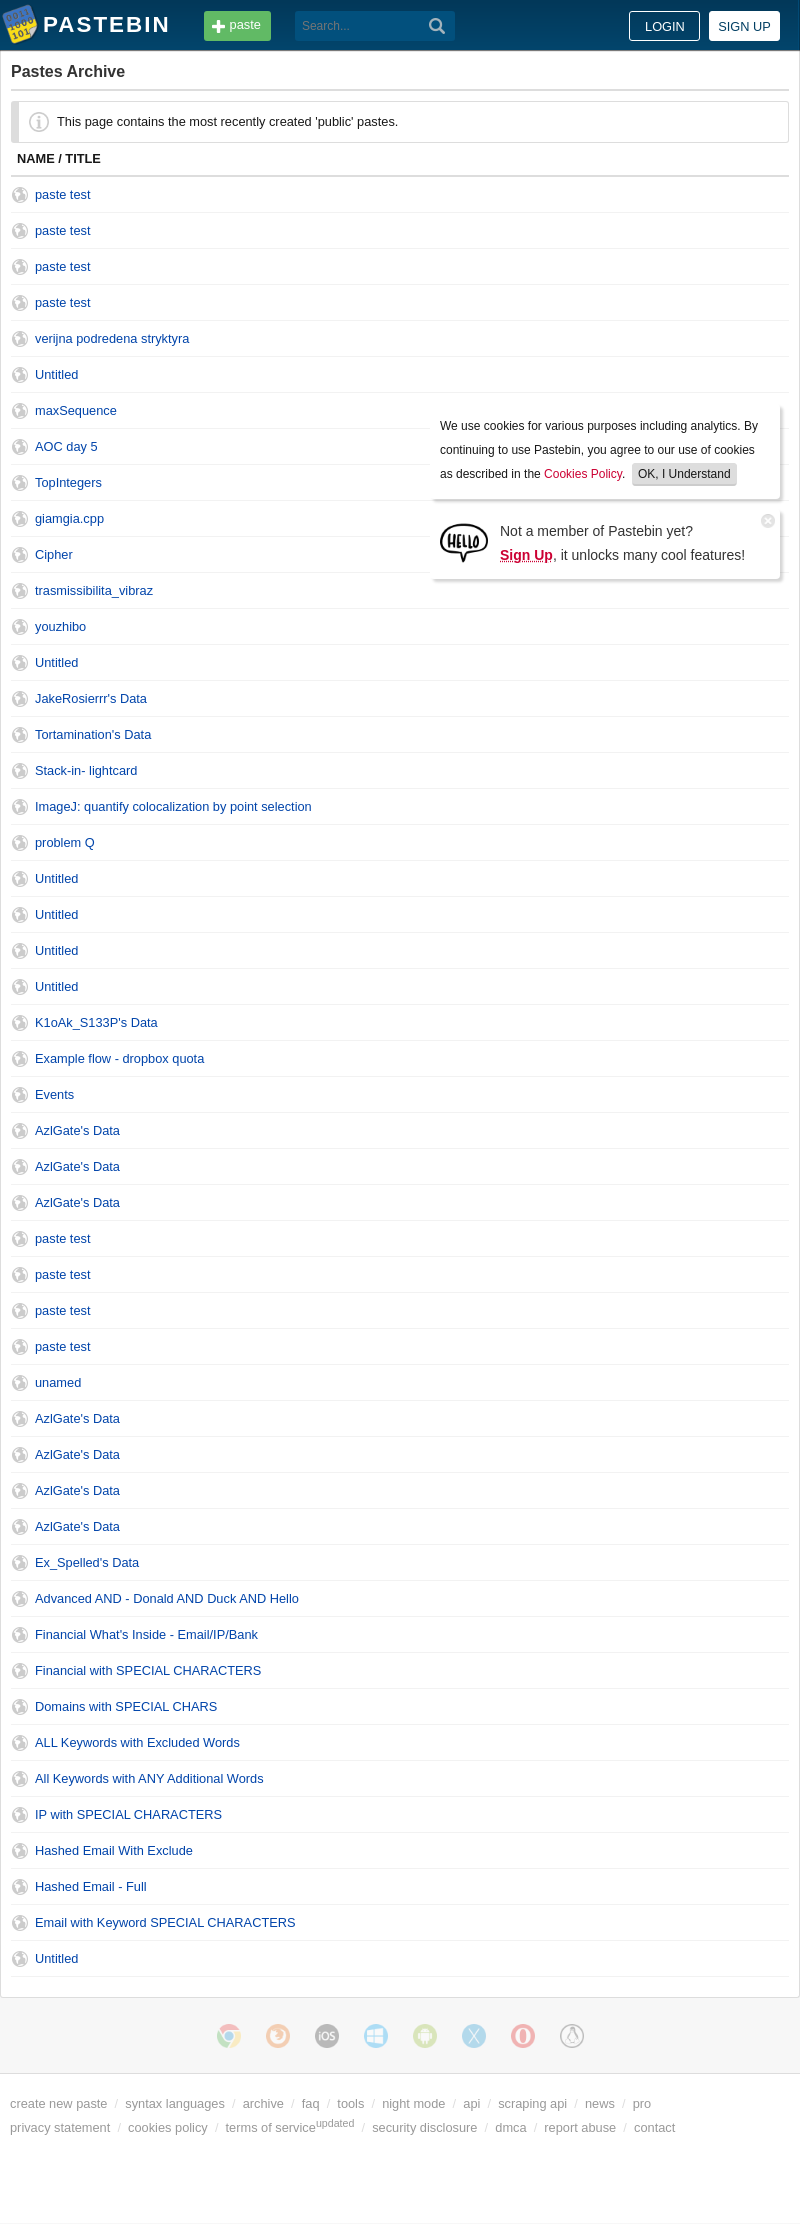 PASTEBIN paste Search... LOGIN SIGN UP
Pastes Archive
This page contains the most recently created 'public' pastes.
NAME / TITLE
paste test
paste test
paste test
paste test
verijna podredena stryktyra
Untitled
maxSequence
AOC day 5
TopIntegers
giamgia.cpp
Cipher
trasmissibilita_vibraz
youzhibo
Untitled
JakeRosierrr's Data
Tortamination's Data
Stack-in- lightcard
ImageJ: quantify colocalization by point selection
problem Q
Untitled
Untitled
Untitled
Untitled
K1oAk_S133P's Data
Example flow - dropbox quota
Events
AzlGate's Data
AzlGate's Data
AzlGate's Data
paste test
paste test
paste test
paste test
unamed
AzlGate's Data
AzlGate's Data
AzlGate's Data
AzlGate's Data
Ex_Spelled's Data
Advanced AND - Donald AND Duck AND Hello
Financial What's Inside - Email/IP/Bank
Financial with SPECIAL CHARACTERS
Domains with SPECIAL CHARS
ALL Keywords with Excluded Words
All Keywords with ANY Additional Words
IP with SPECIAL CHARACTERS
Hashed Email With Exclude
Hashed Email - Full
Email with Keyword SPECIAL CHARACTERS
Untitled
We use cookies for various purposes including analytics. By
continuing to use Pastebin, you agree to our use of cookies
as described in the Cookies Policy. OK, I Understand
HELLO
Not a member of Pastebin yet?
Sign Up, it unlocks many cool features!
iOS
create new paste / syntax languages / archive / faq / tools / night mode / api / scraping api / news / pro
privacy statement / cookies policy / terms of serviceupdated / security disclosure / dmca / report abuse / contact